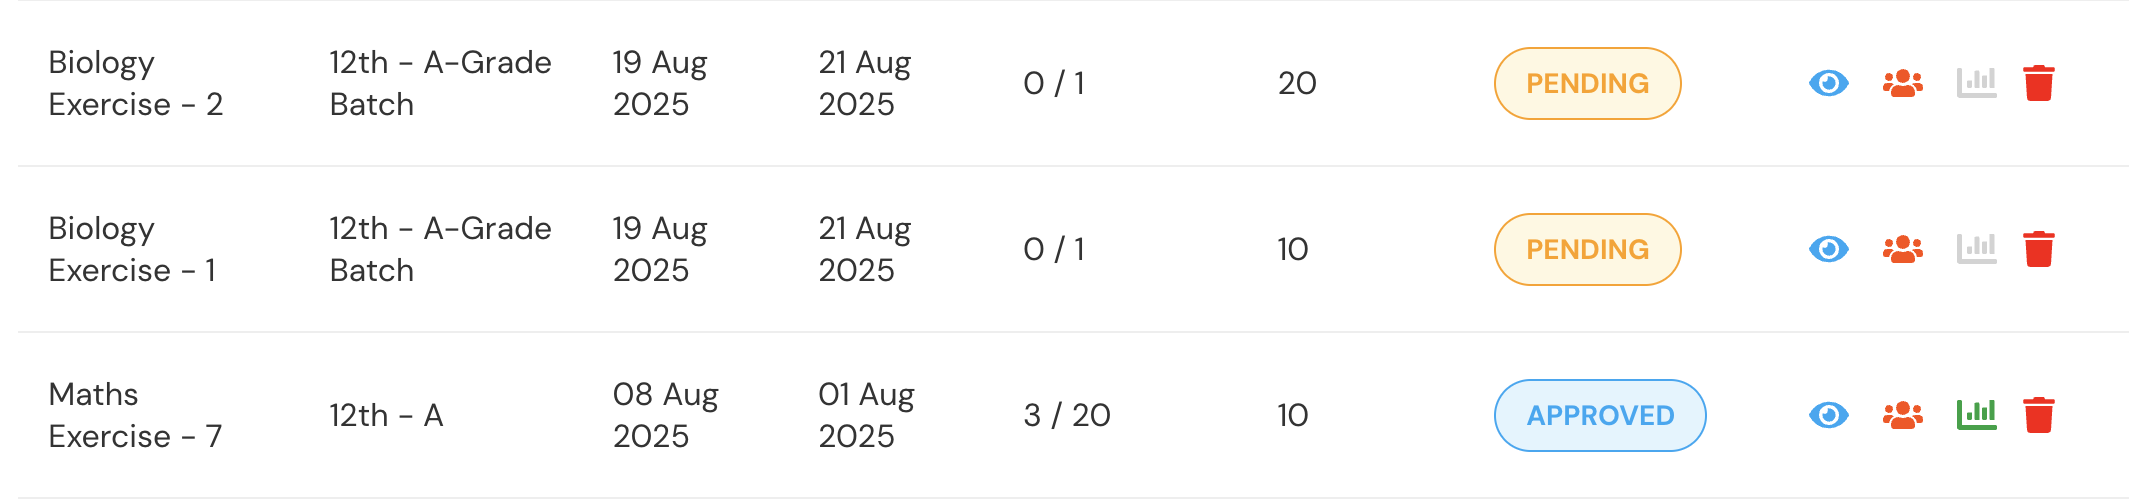 Biology
Exercise - 2
12th - A-Grade
Batch
19 Aug
2025
21 Aug
2025
0 / 1
20
PENDING
Biology
Exercise - 1
12th - A-Grade
Batch
19 Aug
2025
21 Aug
2025
0 / 1
10
PENDING
Maths
Exercise - 7
12th - A
08 Aug
2025
01 Aug
2025
3 / 20
10
APPROVED